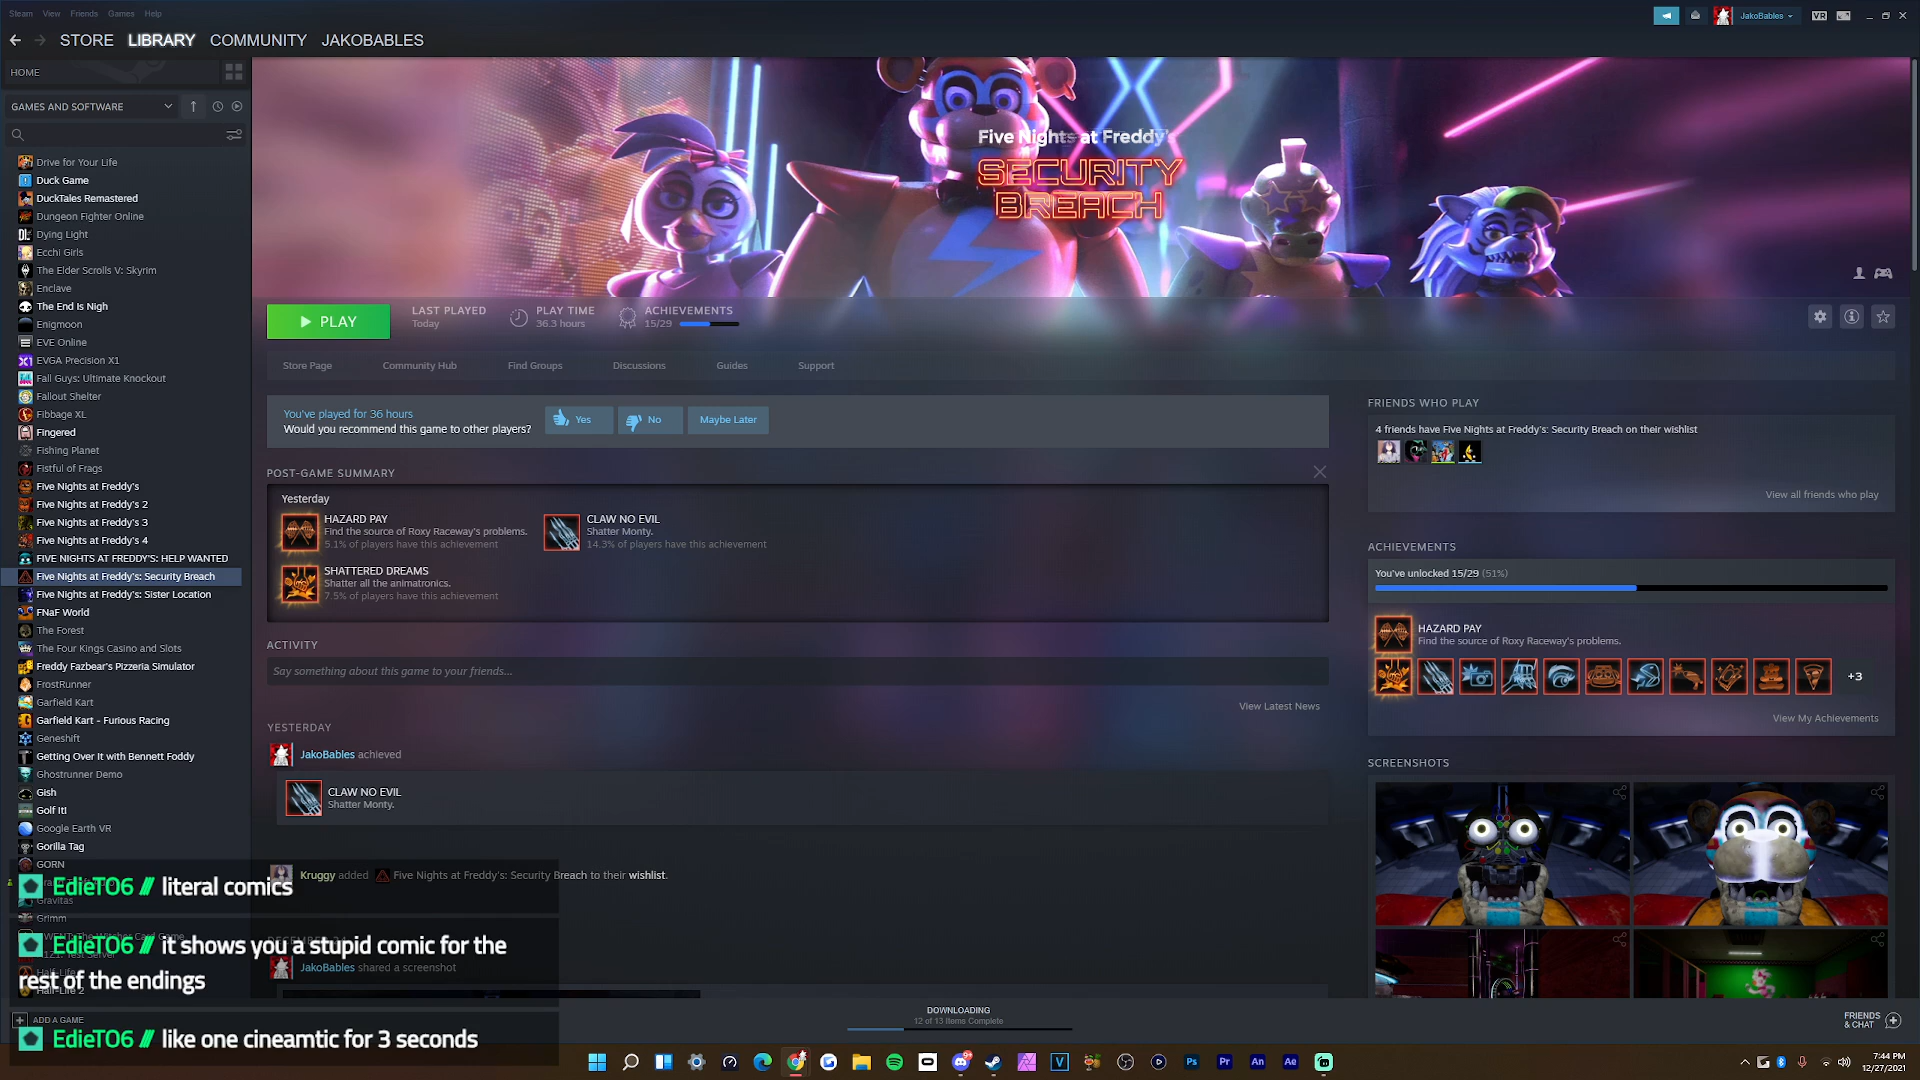 Steam View Friends Games Help
JakoBables
VR
STORE LIBRARY COMMUNITY JAKOBABLES
HOME
GAMES AND SOFTWARE
Drive for Your Life
Duck Game
DuckTales Remastered
Dungeon Fighter Online
Dying Light
Ecchi Girls
The Elder Scrolls V: Skyrim
Enclave
The End Is Nigh
Enigmoon
EVE Online
EVGA Precision X1
Fall Guys: Ultimate Knockout
Fallout Shelter
Fibbage XL
Fingered
Fishing Planet
Fistful of Frags
Five Nights at Freddy's
Five Nights at Freddy's 2
Five Nights at Freddy's 3
Five Nights at Freddy's 4
FIVE NIGHTS AT FREDDY'S: HELP WANTED
Five Nights at Freddy's: Security Breach
Five Nights at Freddy's: Sister Location
FNaF World
The Forest
The Four Kings Casino and Slots
Freddy Fazbear's Pizzeria Simulator
FrostRunner
Garfield Kart
Garfield Kart - Furious Racing
Geneshift
Getting Over It with Bennett Foddy
Ghostrunner Demo
Gish
Golf It!
Google Earth VR
Gorilla Tag
GORN
Gravitas
Grimm
Half-Life 2
ADD A GAME
EdieTO6 // literal comics
EdieTO6 // it shows you a stupid comic for the
rest of the endings
EdieTO6 // like one cineamtic for 3 seconds
Five Nights at Freddy's
SECURITY
BREACH
PLAY
LAST PLAYED
Today
PLAY TIME
36.3 hours
ACHIEVEMENTS
15/29
Store Page Community Hub Find Groups Discussions Guides Support
You've played for 36 hours
Would you recommend this game to other players?
Yes No Maybe Later
POST-GAME SUMMARY
Yesterday
HAZARD PAY
Find the source of Roxy Raceway's problems.
5.1% of players have this achievement
CLAW NO EVIL
Shatter Monty.
14.3% of players have this achievement
SHATTERED DREAMS
Shatter all the animatronics.
7.5% of players have this achievement
ACTIVITY
Say something about this game to your friends...
View Latest News
YESTERDAY
JakoBables achieved
CLAW NO EVIL
Shatter Monty.
Kruggy added Five Nights at Freddy's: Security Breach to their wishlist.
JakoBables shared a screenshot
FRIENDS WHO PLAY
4 friends have Five Nights at Freddy's: Security Breach on their wishlist
View all friends who play
ACHIEVEMENTS
You've unlocked 15/29 (51%)
HAZARD PAY
Find the source of Roxy Raceway's problems.
+3
View My Achievements
SCREENSHOTS
DOWNLOADING
12 of 13 Items Complete
FRIENDS
& CHAT
V Ps Pr An Ae
7:44 PM
12/27/2021